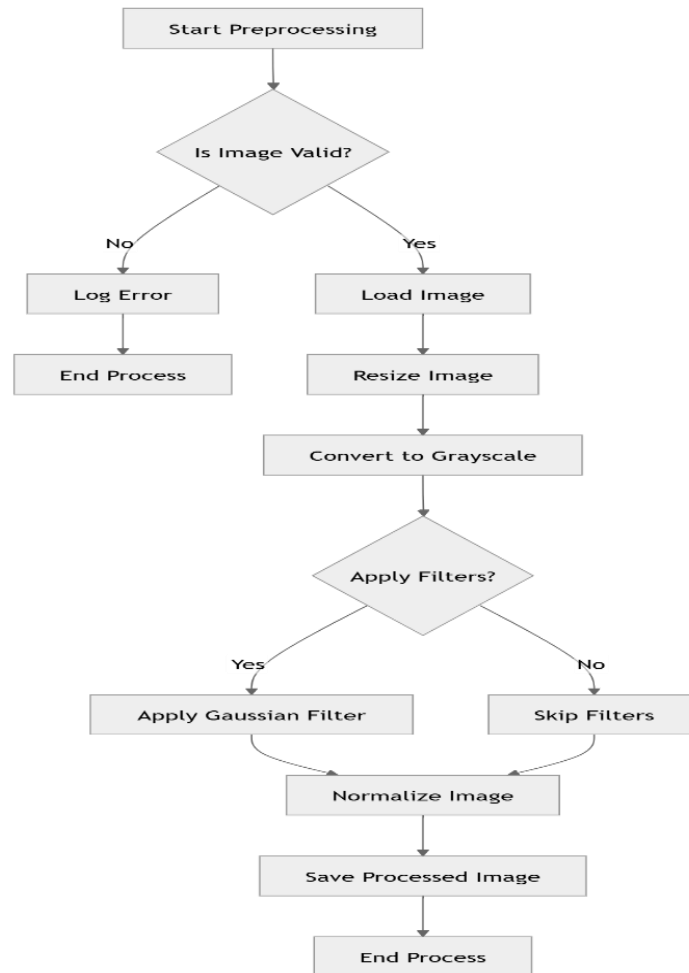 Start Preprocessing
Is Image Valid?
No
Yes
Log Error
Load Image
End Process
Resize Image
Convert to Grayscale
Apply Filters?
Yes
No
Apply Gaussian Filter
Skip Filters
Normalize Image
Save Processed Image
End Process